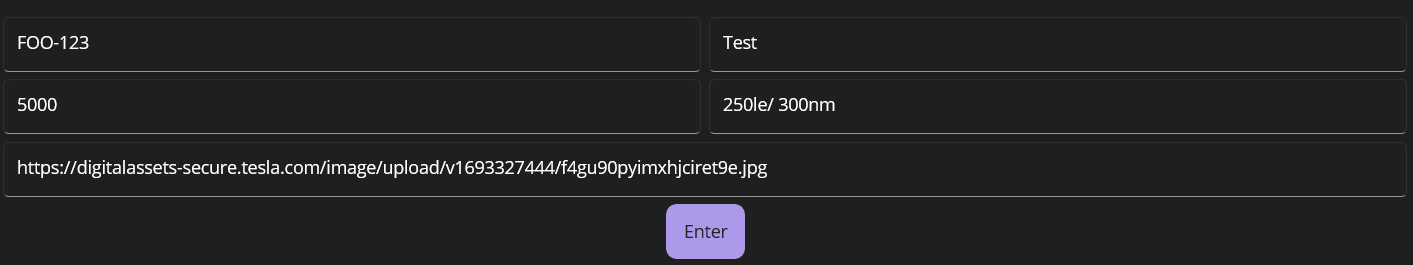 FOO-123
Test
5000
250le/ 300nm
https://digitalassets-secure.tesla.com/image/upload/v1693327444/f4gu90pyimxhjciret9e.jpg
Enter